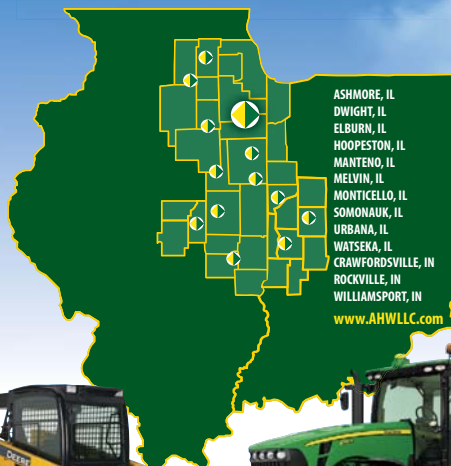 ASHMORE, IL
DWIGHT, IL
ELBURN, IL
HOOPESTON, IL
MANTENO, IL
MELVIN, IL
MONTICELLO, IL
SOMONAUK, IL
URBANA, IL
WATSEKA, IL
CRAWFORDSVILLE, IN
ROCKVILLE, IN
WILLIAMSPORT, IN
www.AHWLLC.com
DEERE